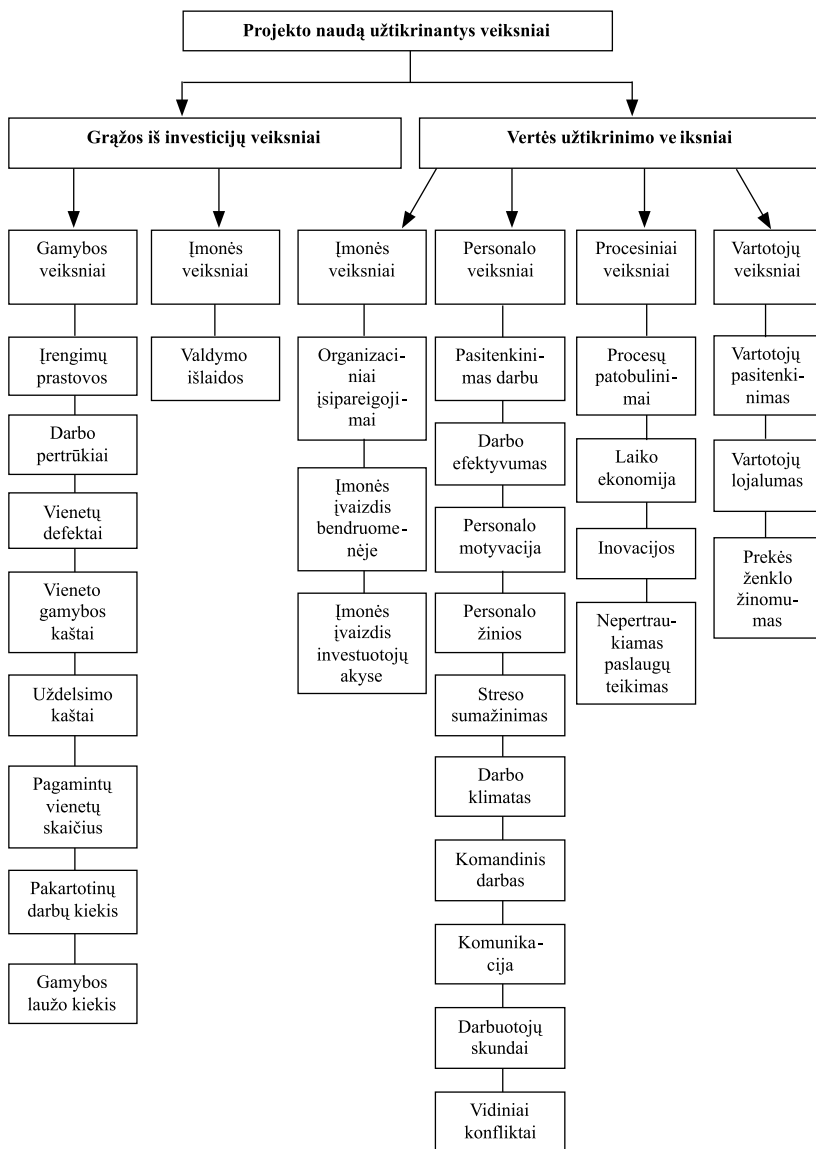 Projekto naudą užtikrinantys veiksniai
Grąžos iš investicijų veiksniai
Vertės užtikrinimo ve iksniai
Gamybos
veiksniai
Įmonės
veiksniai
Įmonės
veiksniai
Personalo
veiksniai
Procesiniai
veiksniai
Vartotojų
veiksniai
Įrengimų
prastovos
Darbo
pertrūkiai
Vienetų
defektai
Vieneto
gamybos
kaštai
Uždelsimo
kaštai
Pagamintų
vienetų
skaičius
Pakartotinų
darbų kiekis
Gamybos
laužo kiekis
Valdymo
išlaidos
Organizaci-
niai
įsipareigoji-
mai
Įmonės
įvaizdis
bendruome-
nėje
Įmonės
įvaizdis
investuotojų
akyse
Pasitenkini-
mas darbu
Darbo
efektyvumas
Personalo
motyvacija
Personalo
žinios
Streso
sumažinimas
Darbo
klimatas
Komandinis
darbas
Komunika-
cija
Darbuotojų
skundai
Vidiniai
konfliktai
Procesų
patobulini-
mai
Laiko
ekonomija
Inovacijos
Nepertrau-
kiamas
paslaugų
teikimas
Vartotojų
pasitenki-
nimas
Vartotojų
lojalumas
Prekės
ženklo
žinomu-
mas